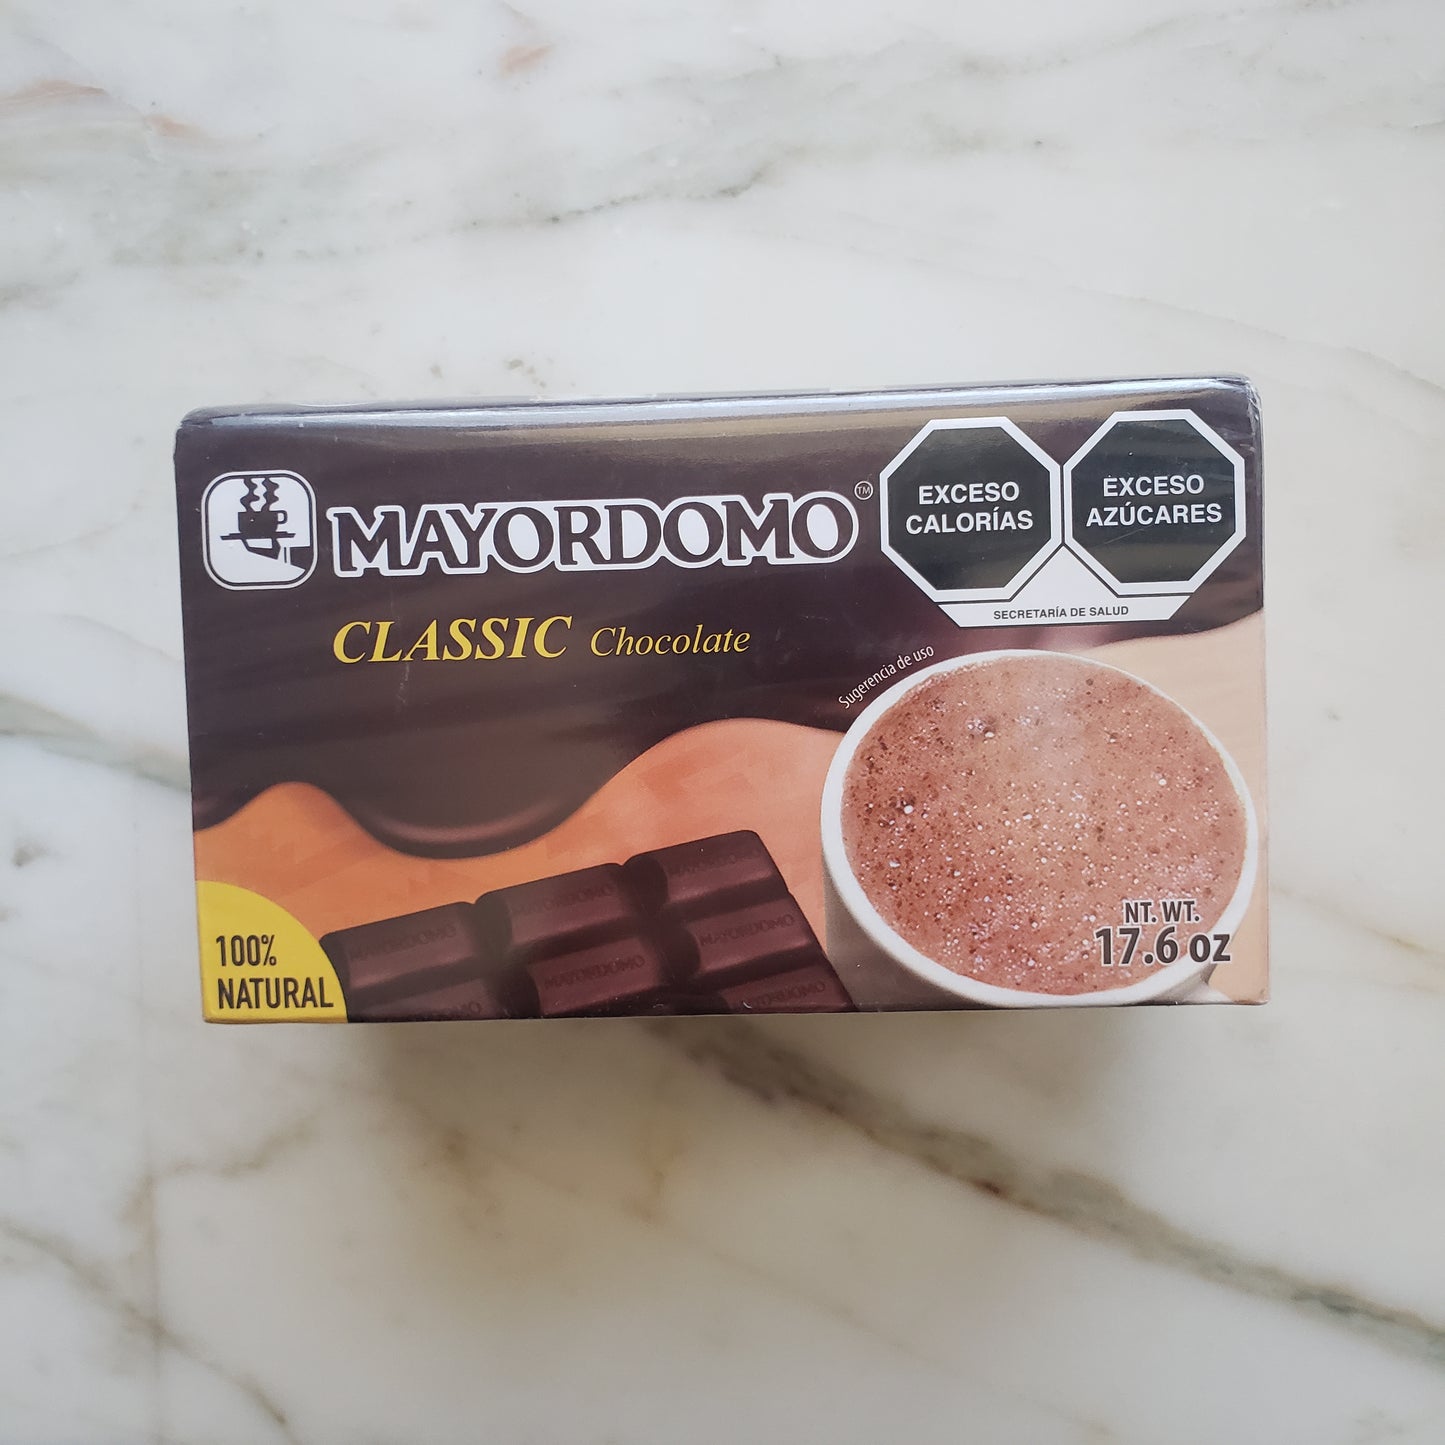 MAYORDOMO™
CLASSIC Chocolate
EXCESO
CALORÍAS
EXCESO
AZÚCARES
SECRETARÍA DE SALUD
Sugerencia de uso
100%
NATURAL
MAYORDOMO
MAYORDOMO
MAYORDOMO
MAYORDOMO
NT. WT.
17.6 oz